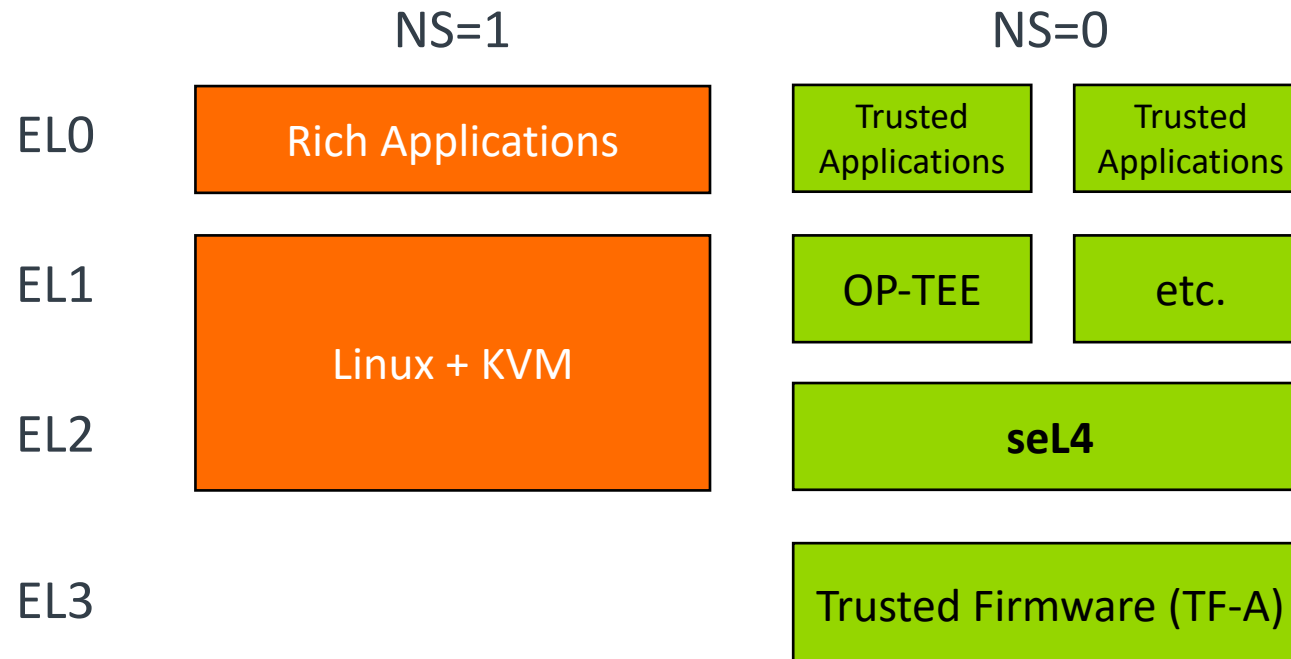 NS=1 NS=0
EL0 Rich Applications Trusted Applications Trusted Applications
EL1 OP-TEE etc.
Linux + KVM
EL2 seL4
EL3 Trusted Firmware (TF-A)